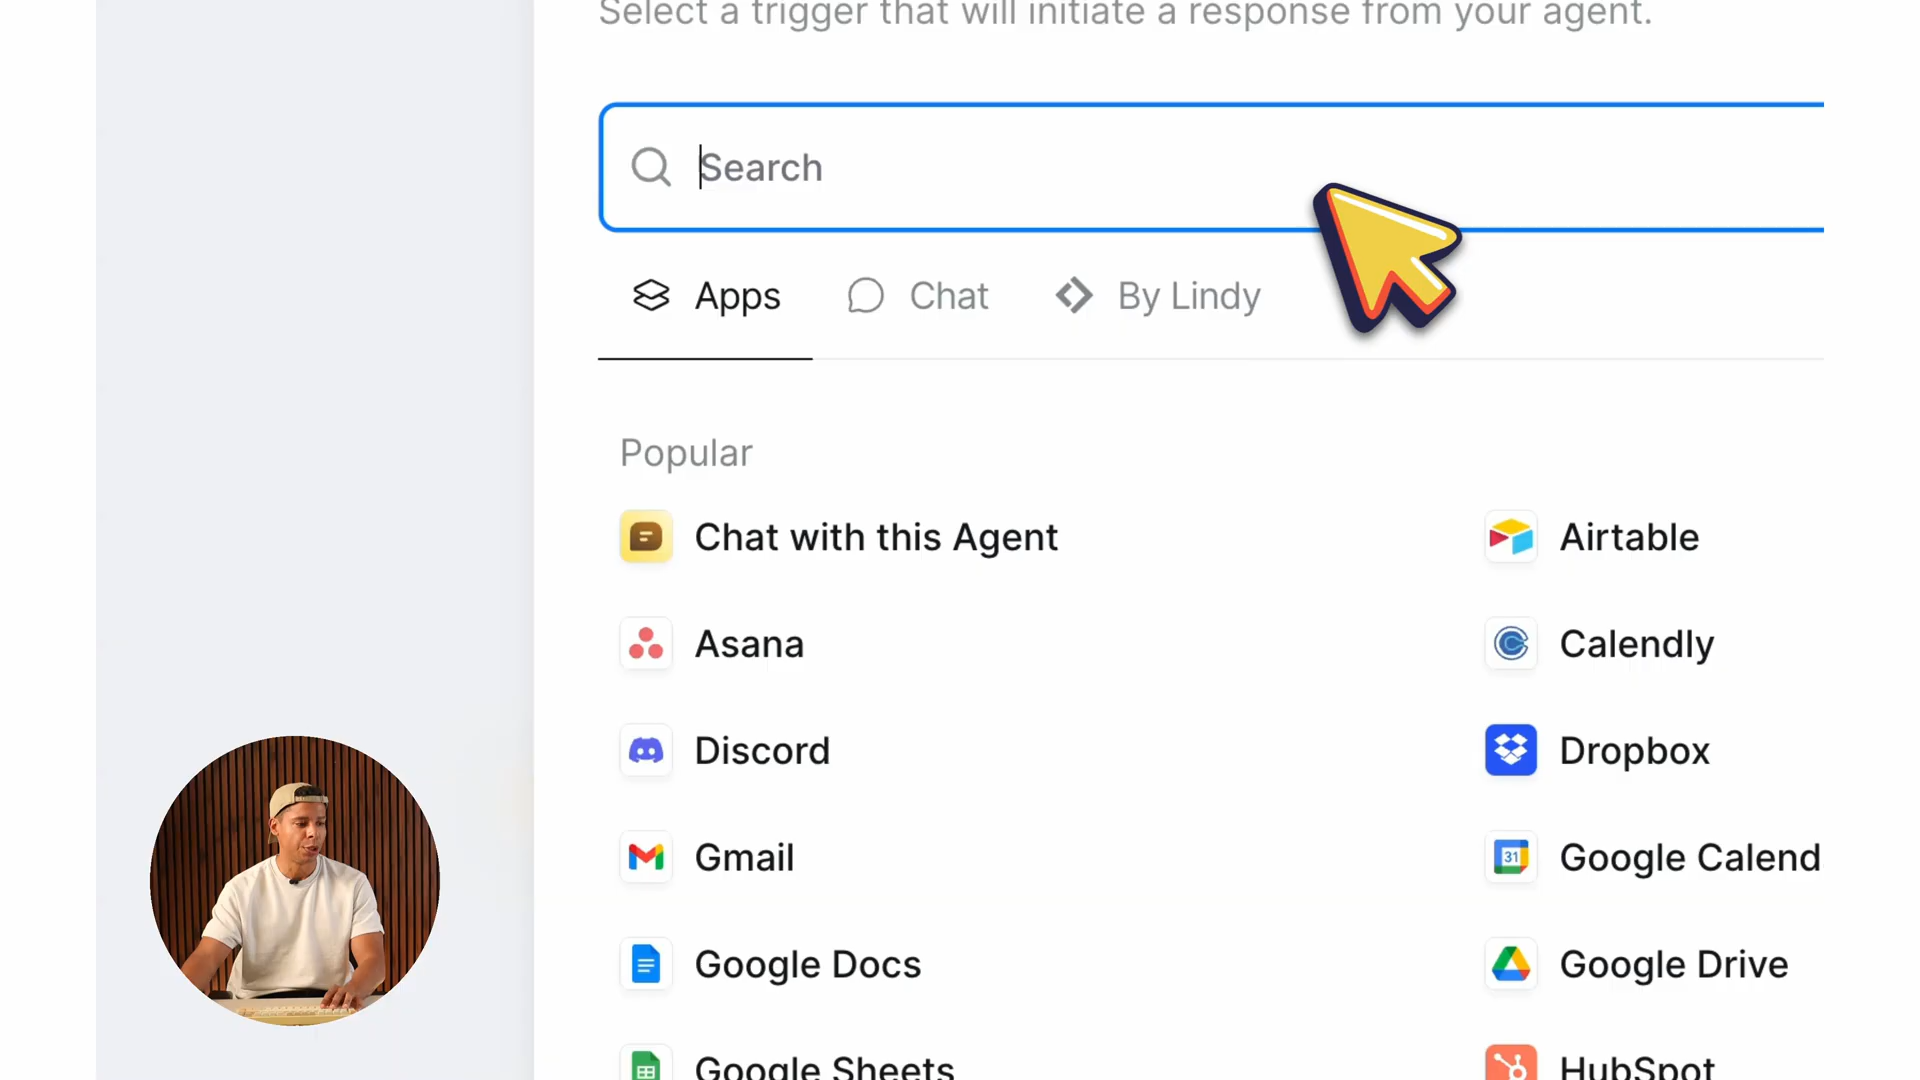 Select a trigger that will initiate a response from your agent.
Search
Apps
Chat
By Lindy
Popular
Chat with this Agent
Airtable
Asana
Calendly
Discord
Dropbox
Gmail
31
Google Calend
Google Docs
Google Drive
Google Sheets
HubSpot